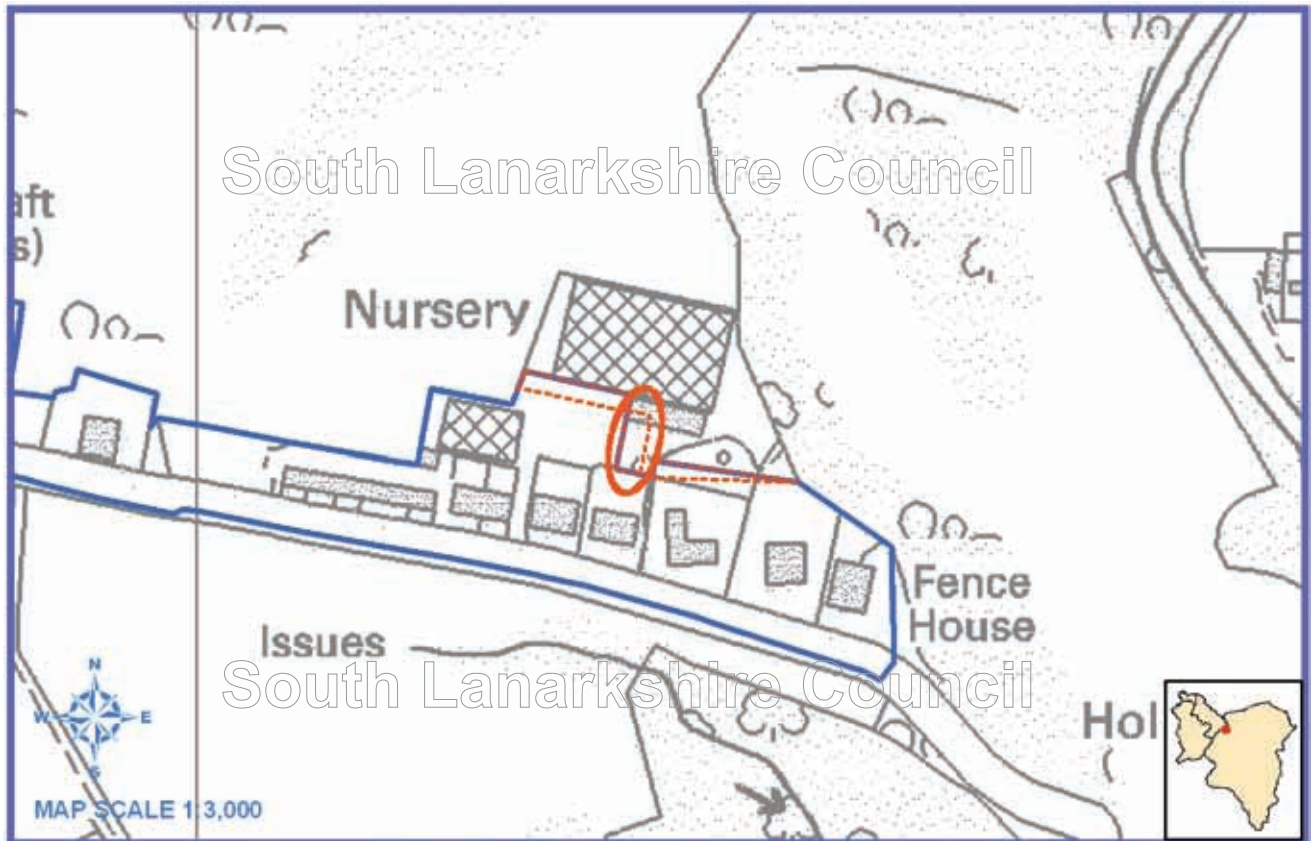 South Lanarkshire Council
aft
s)
Nursery
Fence
House
Issues
South Lanarkshire Council
Hol
N
W
E
S
MAP SCALE 1:3,000